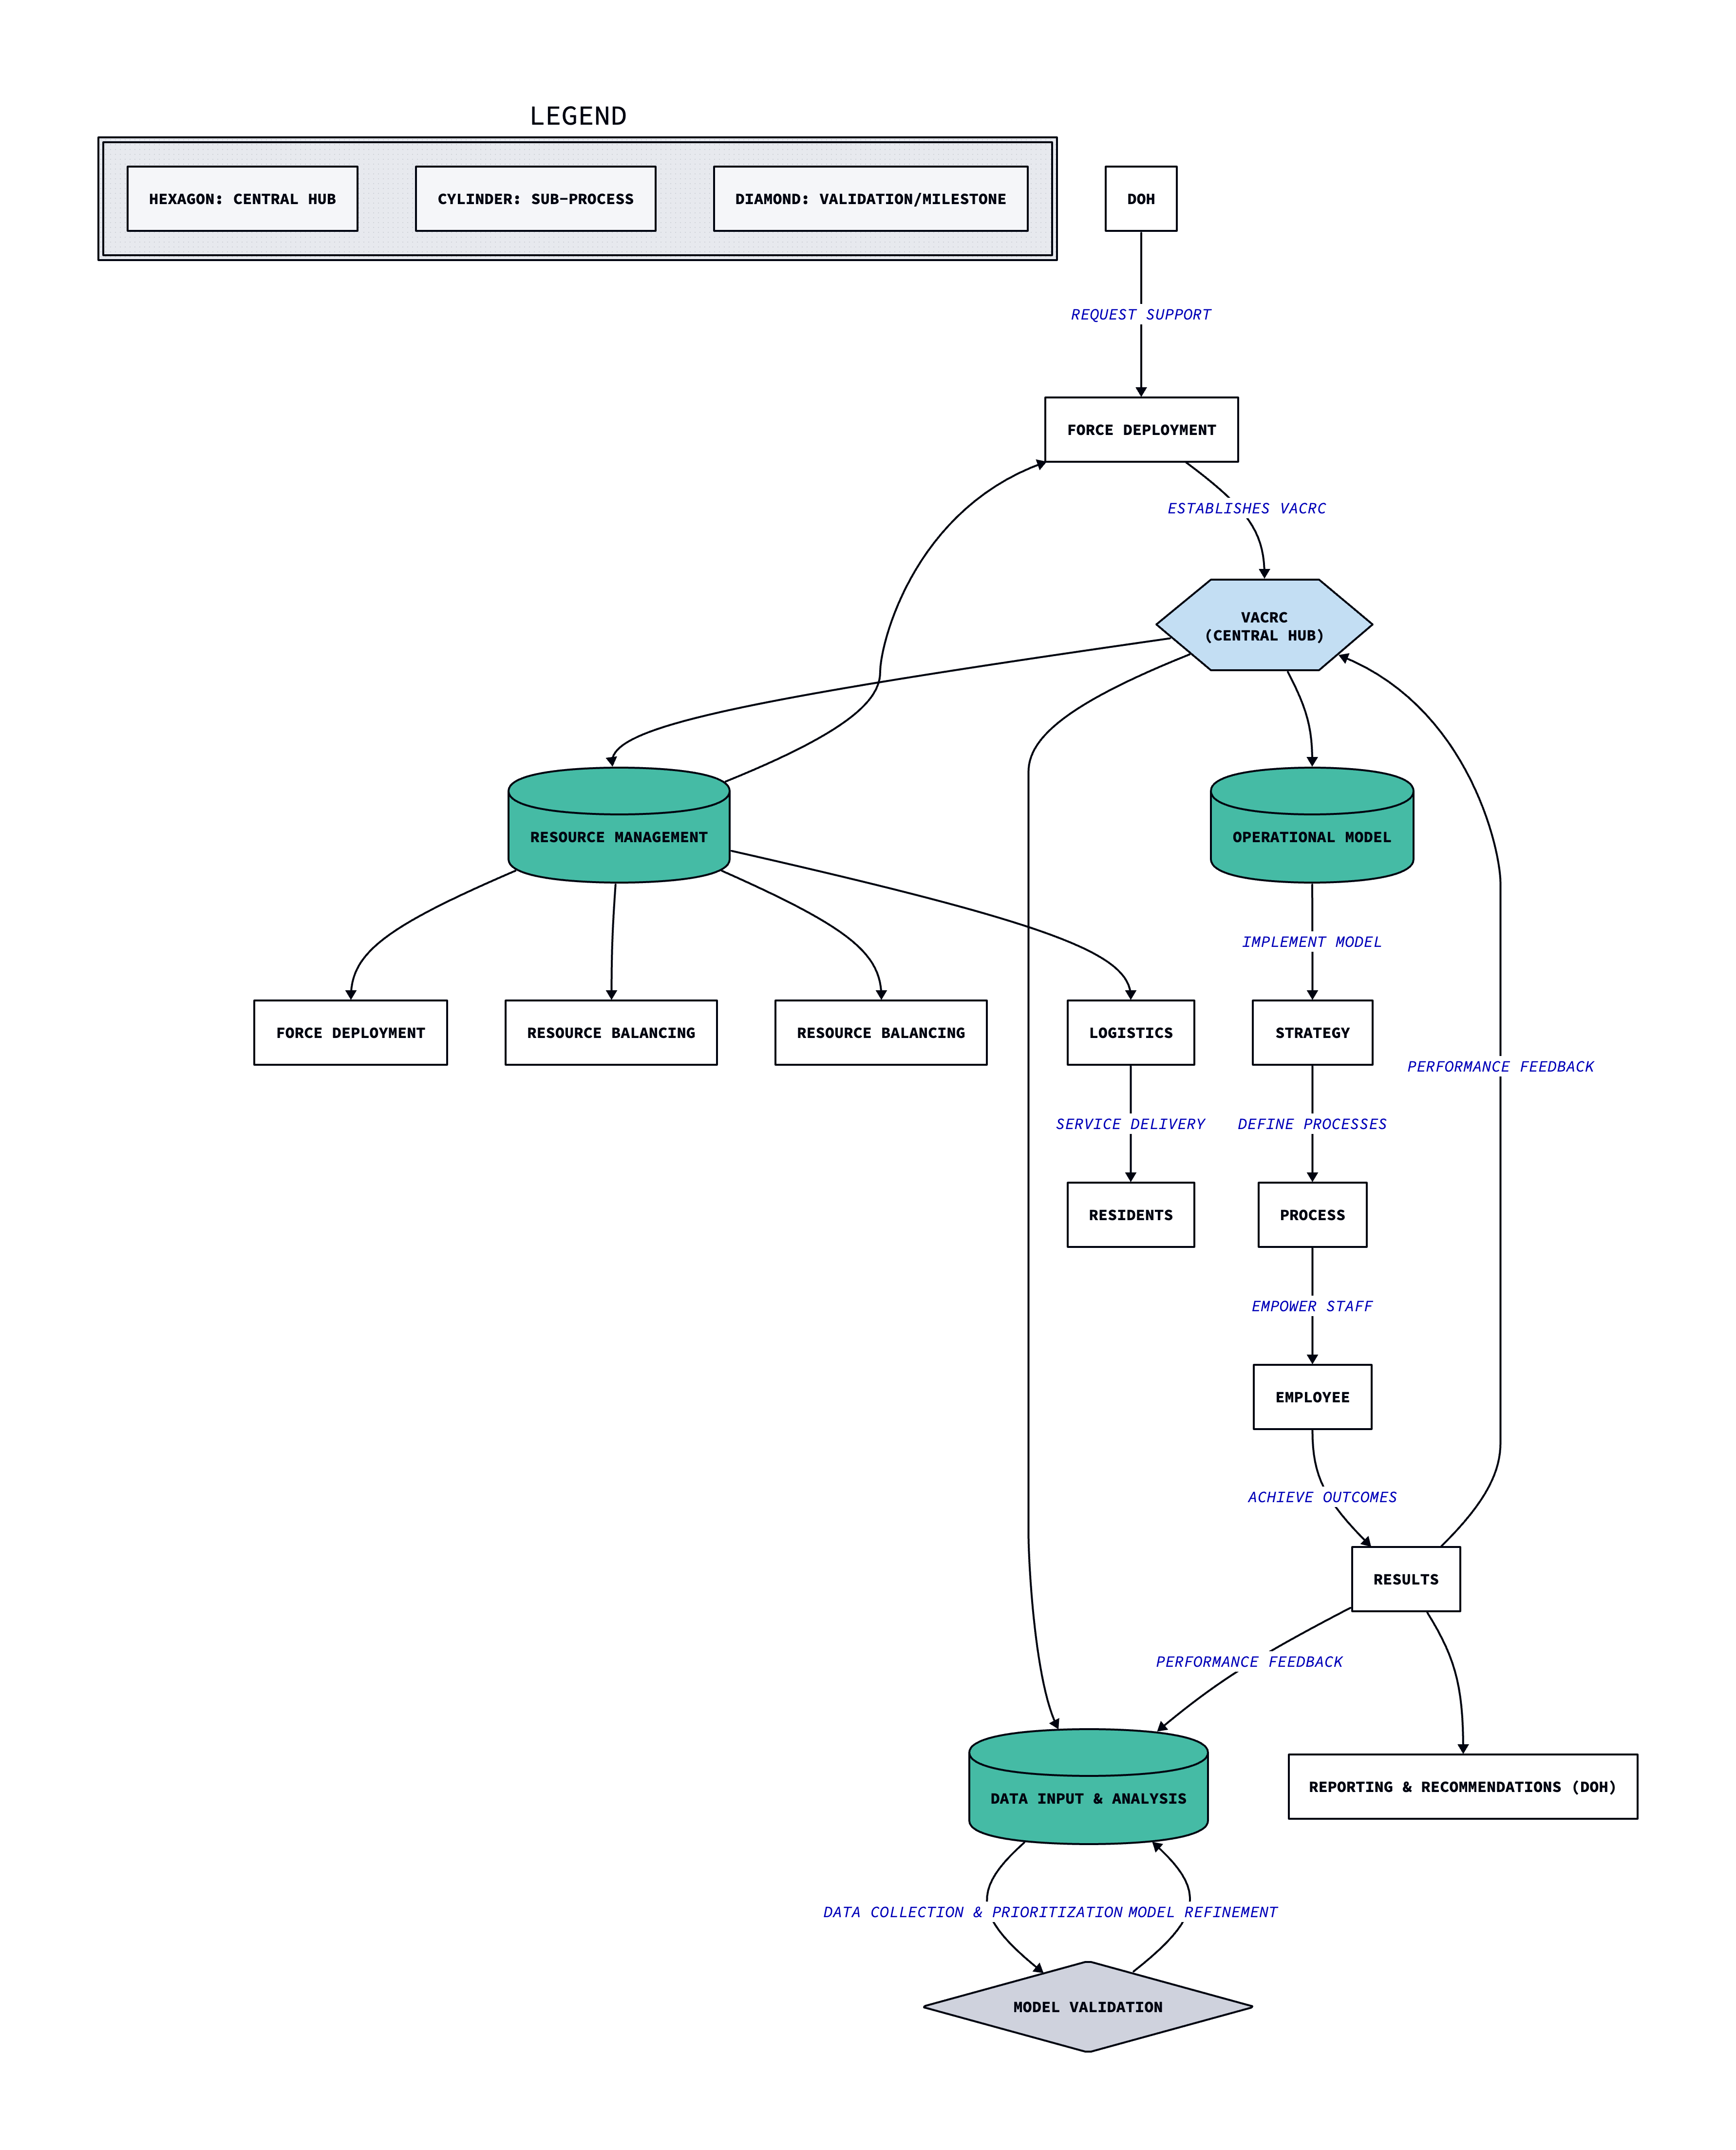 LEGEND
HEXAGON: CENTRAL HUB
CYLINDER: SUB-PROCESS
DIAMOND: VALIDATION/MILESTONE
DOH
REQUEST SUPPORT
FORCE DEPLOYMENT
ESTABLISHES VACRC
VACRC
(CENTRAL HUB)
RESOURCE MANAGEMENT
OPERATIONAL MODEL
IMPLEMENT MODEL
FORCE DEPLOYMENT
RESOURCE BALANCING
RESOURCE BALANCING
LOGISTICS
STRATEGY
PERFORMANCE FEEDBACK
SERVICE DELIVERY
DEFINE PROCESSES
RESIDENTS
PROCESS
EMPOWER STAFF
EMPLOYEE
ACHIEVE OUTCOMES
RESULTS
PERFORMANCE FEEDBACK
DATA INPUT & ANALYSIS
REPORTING & RECOMMENDATIONS (DOH)
DATA COLLECTION & PRIORITIZATION
MODEL REFINEMENT
MODEL VALIDATION